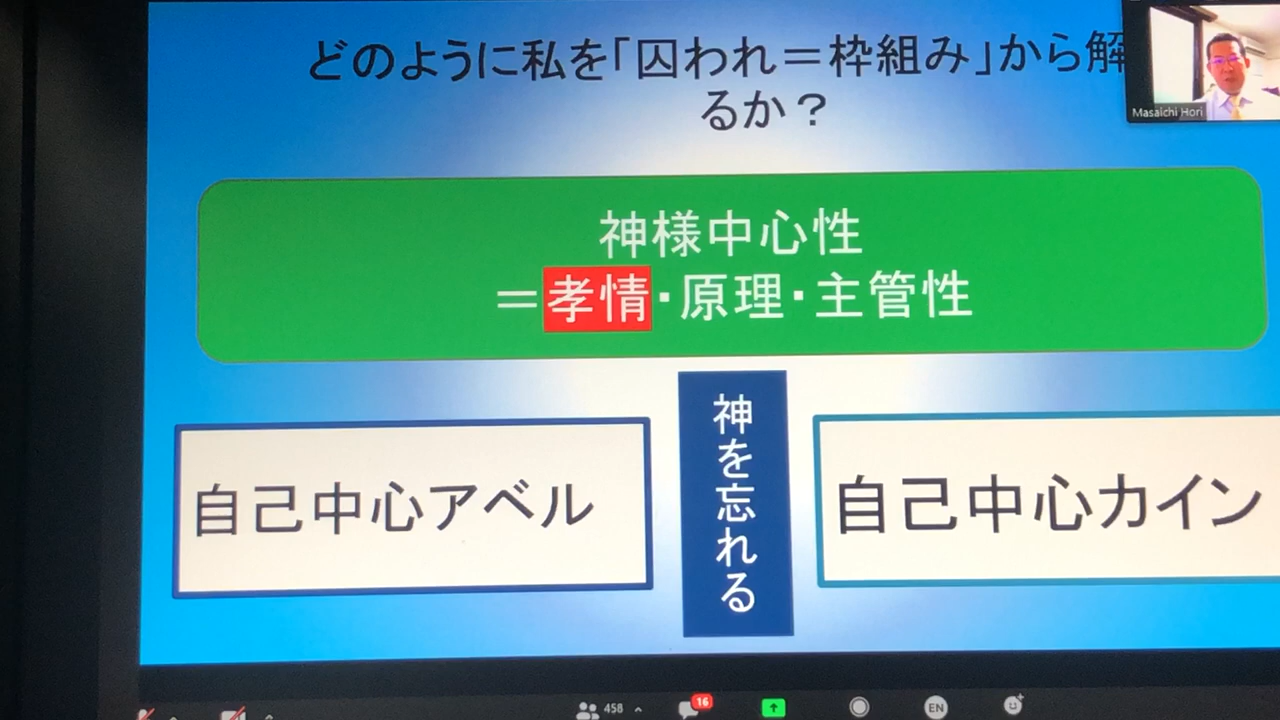 どのように私を「囚われ＝枠組み」から解
るか？
Masaichi Hori
神様中心性
＝孝情・原理・主管性
神を忘れる
自己中心アベル
自己中心カイン
458
16
EN